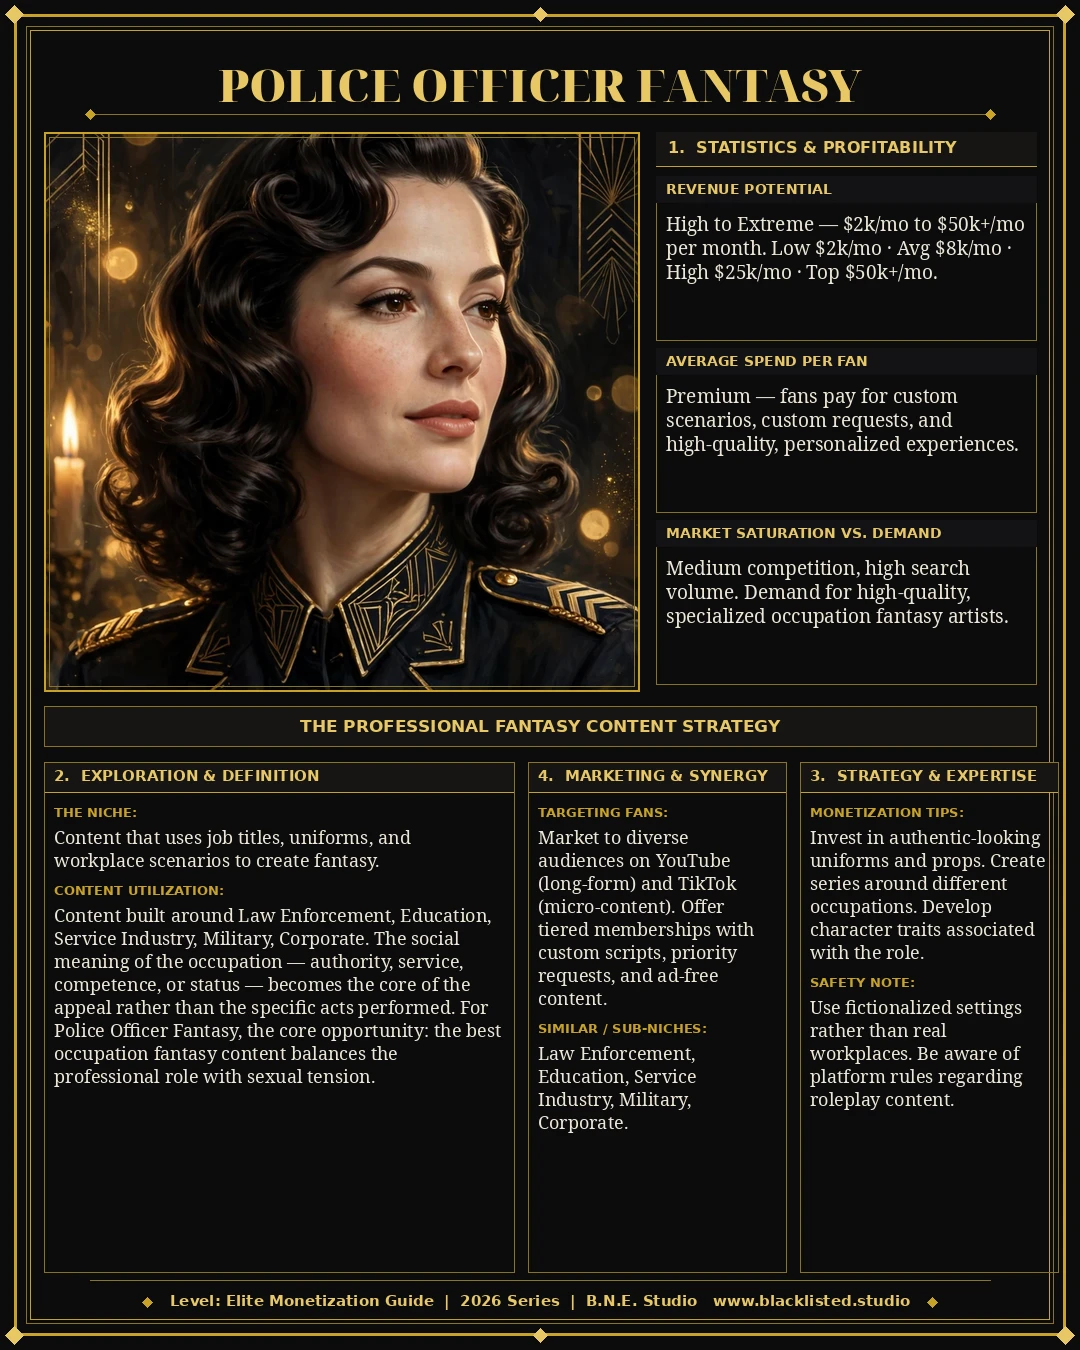 POLICE OFFICER FANTASY
1. STATISTICS & PROFITABILITY
REVENUE POTENTIAL
High to Extreme — $2k/mo to $50k+/mo
per month. Low $2k/mo · Avg $8k/mo ·
High $25k/mo · Top $50k+/mo.
AVERAGE SPEND PER FAN
Premium — fans pay for custom
scenarios, custom requests, and
high-quality, personalized experiences.
MARKET SATURATION VS. DEMAND
Medium competition, high search
volume. Demand for high-quality,
specialized occupation fantasy artists.
THE PROFESSIONAL FANTASY CONTENT STRATEGY
2. EXPLORATION & DEFINITION
THE NICHE:
Content that uses job titles, uniforms, and
workplace scenarios to create fantasy.
CONTENT UTILIZATION:
Content built around Law Enforcement, Education,
Service Industry, Military, Corporate. The social
meaning of the occupation — authority, service,
competence, or status — becomes the core of the
appeal rather than the specific acts performed. For
Police Officer Fantasy, the core opportunity: the best
occupation fantasy content balances the
professional role with sexual tension.
4. MARKETING & SYNERGY
TARGETING FANS:
Market to diverse
audiences on YouTube
(long-form) and TikTok
(micro-content). Offer
tiered memberships with
custom scripts, priority
requests, and ad-free
content.
SIMILAR / SUB-NICHES:
Law Enforcement,
Education, Service
Industry, Military,
Corporate.
3. STRATEGY & EXPERTISE
MONETIZATION TIPS:
Invest in authentic-looking
uniforms and props. Create
series around different
occupations. Develop
character traits associated
with the role.
SAFETY NOTE:
Use fictionalized settings
rather than real
workplaces. Be aware of
platform rules regarding
roleplay content.
Level: Elite Monetization Guide | 2026 Series | B.N.E. Studio www.blacklisted.studio